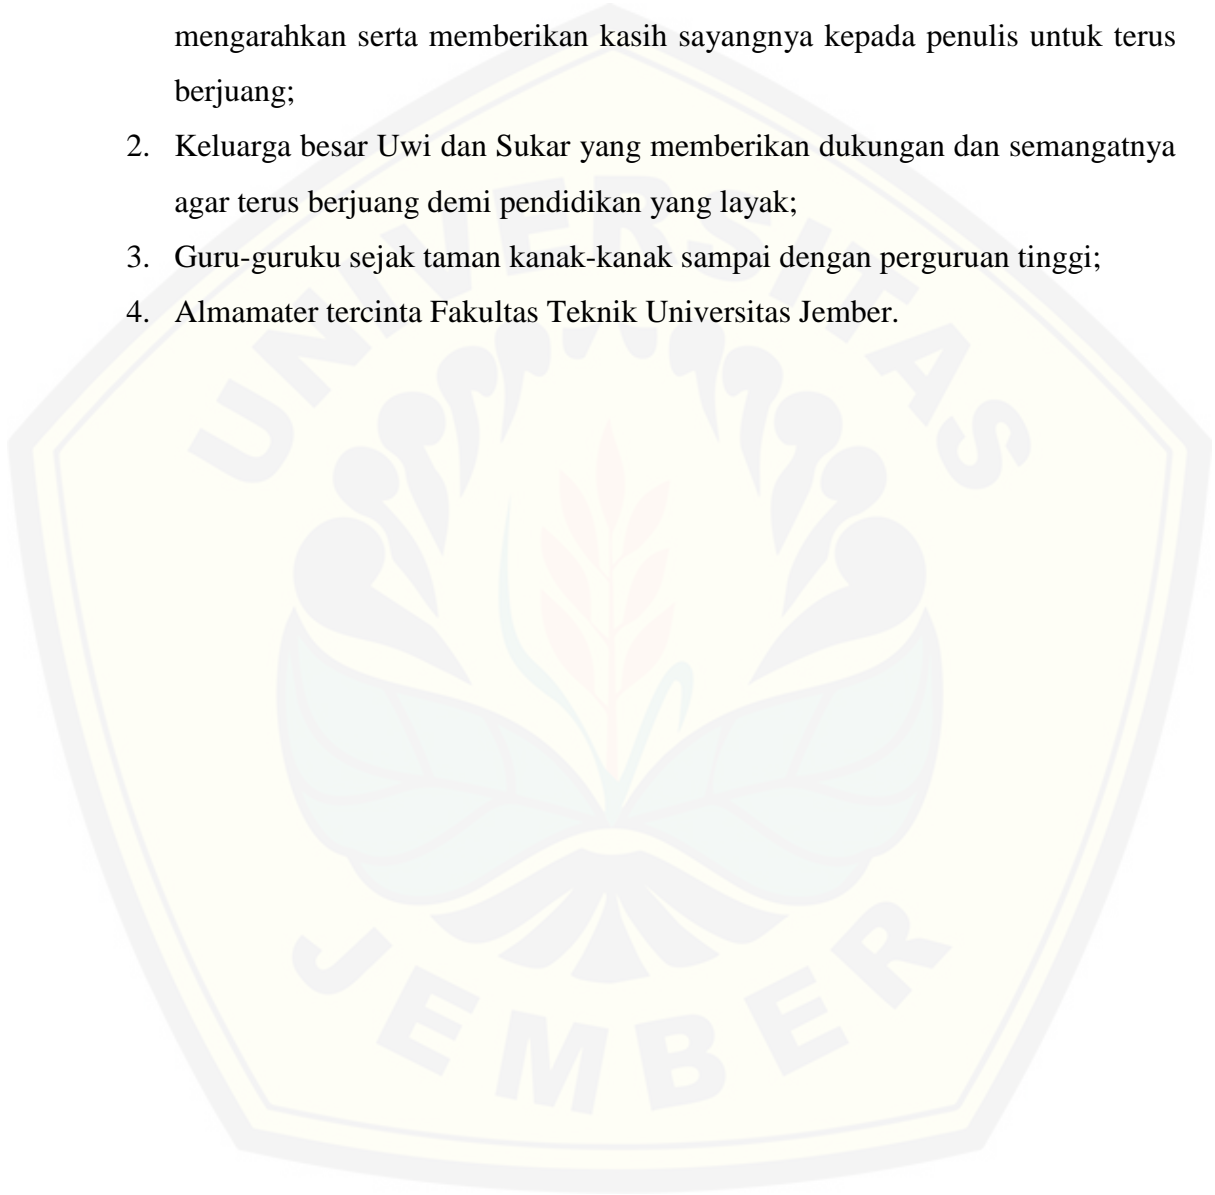 mengarahkan serta memberikan kasih sayangnya kepada penulis untuk terus
berjuang;
2. Keluarga besar Uwi dan Sukar yang memberikan dukungan dan semangatnya
agar terus berjuang demi pendidikan yang layak;
3. Guru-guruku sejak taman kanak-kanak sampai dengan perguruan tinggi;
4. Almamater tercinta Fakultas Teknik Universitas Jember.
UNIVERSITAS
JEMBER